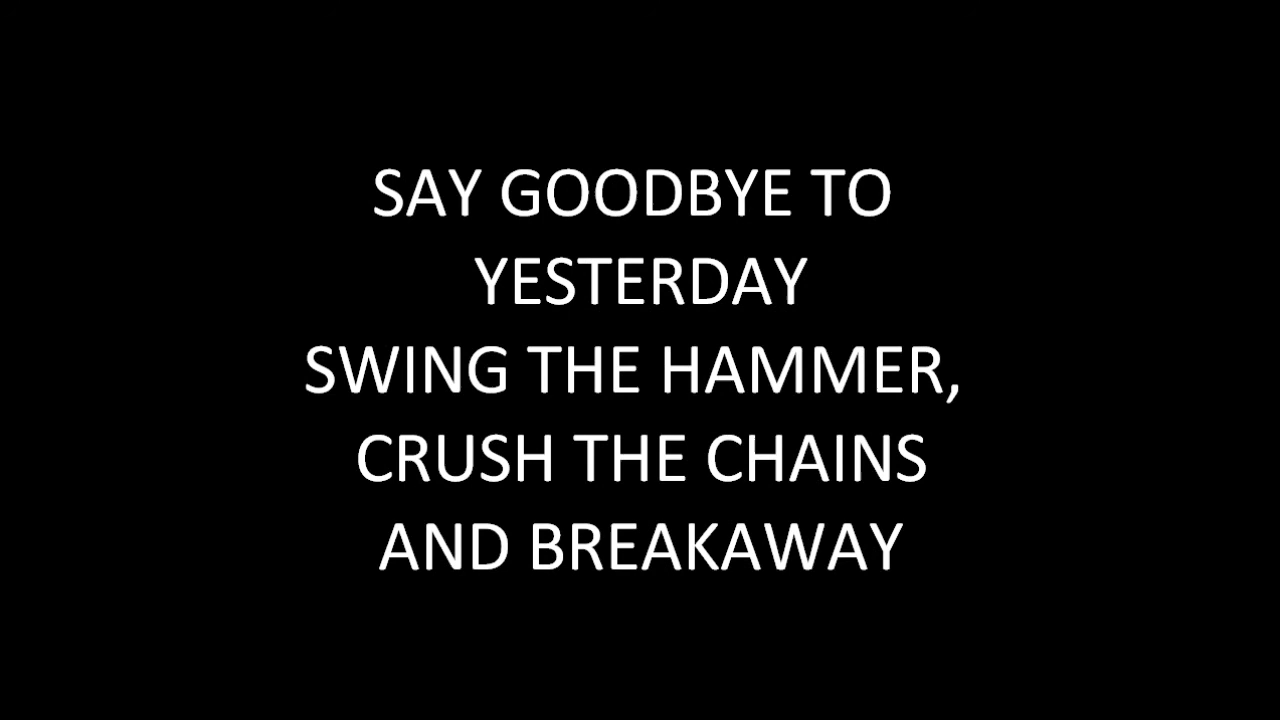 SAY GOODBYE TO
YESTERDAY
SWING THE HAMMER,
CRUSH THE CHAINS
AND BREAKAWAY